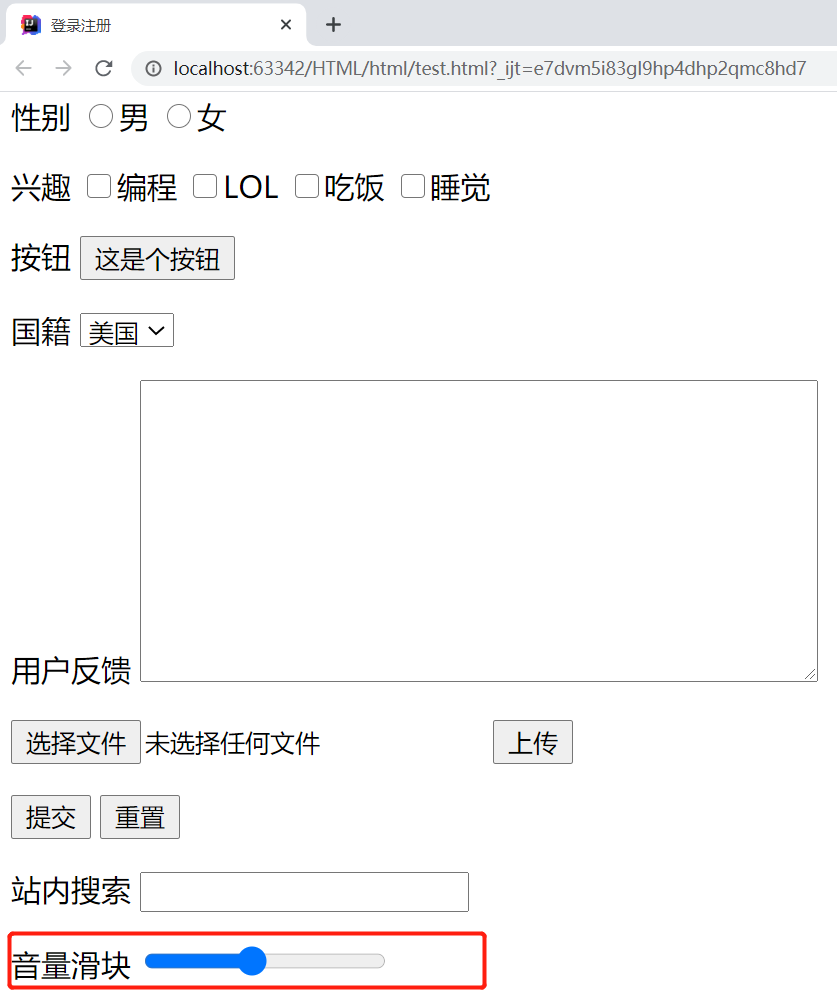 登录注册
localhost:63342/HTML/html/test.html?_ijt=e7dvm5i83gl9hp4dhp2qmc8hd7
性别 男 女
兴趣 编程 LOL 吃饭 睡觉
按钮 这是个按钮
国籍 美国
用户反馈
选择文件 未选择任何文件 上传
提交 重置
站内搜索
音量滑块